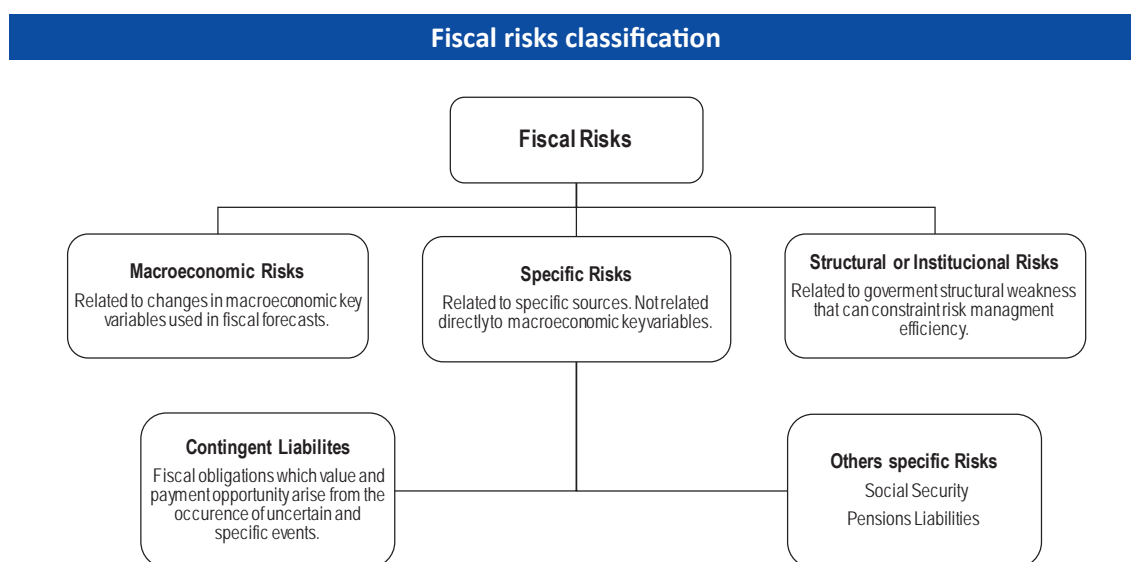 Fiscal risks classification
Fiscal Risks
Macroeconomic Risks
Related to changes in macroeconomic key
variables used in fiscal forecasts.
Specific Risks
Related to specific sources. Not related
directly to macroeconomic key variables.
Structural or Institucional Risks
Related to goverment structural weakness
that can constraint risk managment
efficiency.
Contingent Liabilites
Fiscal obligations which value and
payment opportunity arise from the
occurence of uncertain and
specific events.
Others specific Risks
Social Security
Pensions Liabilities